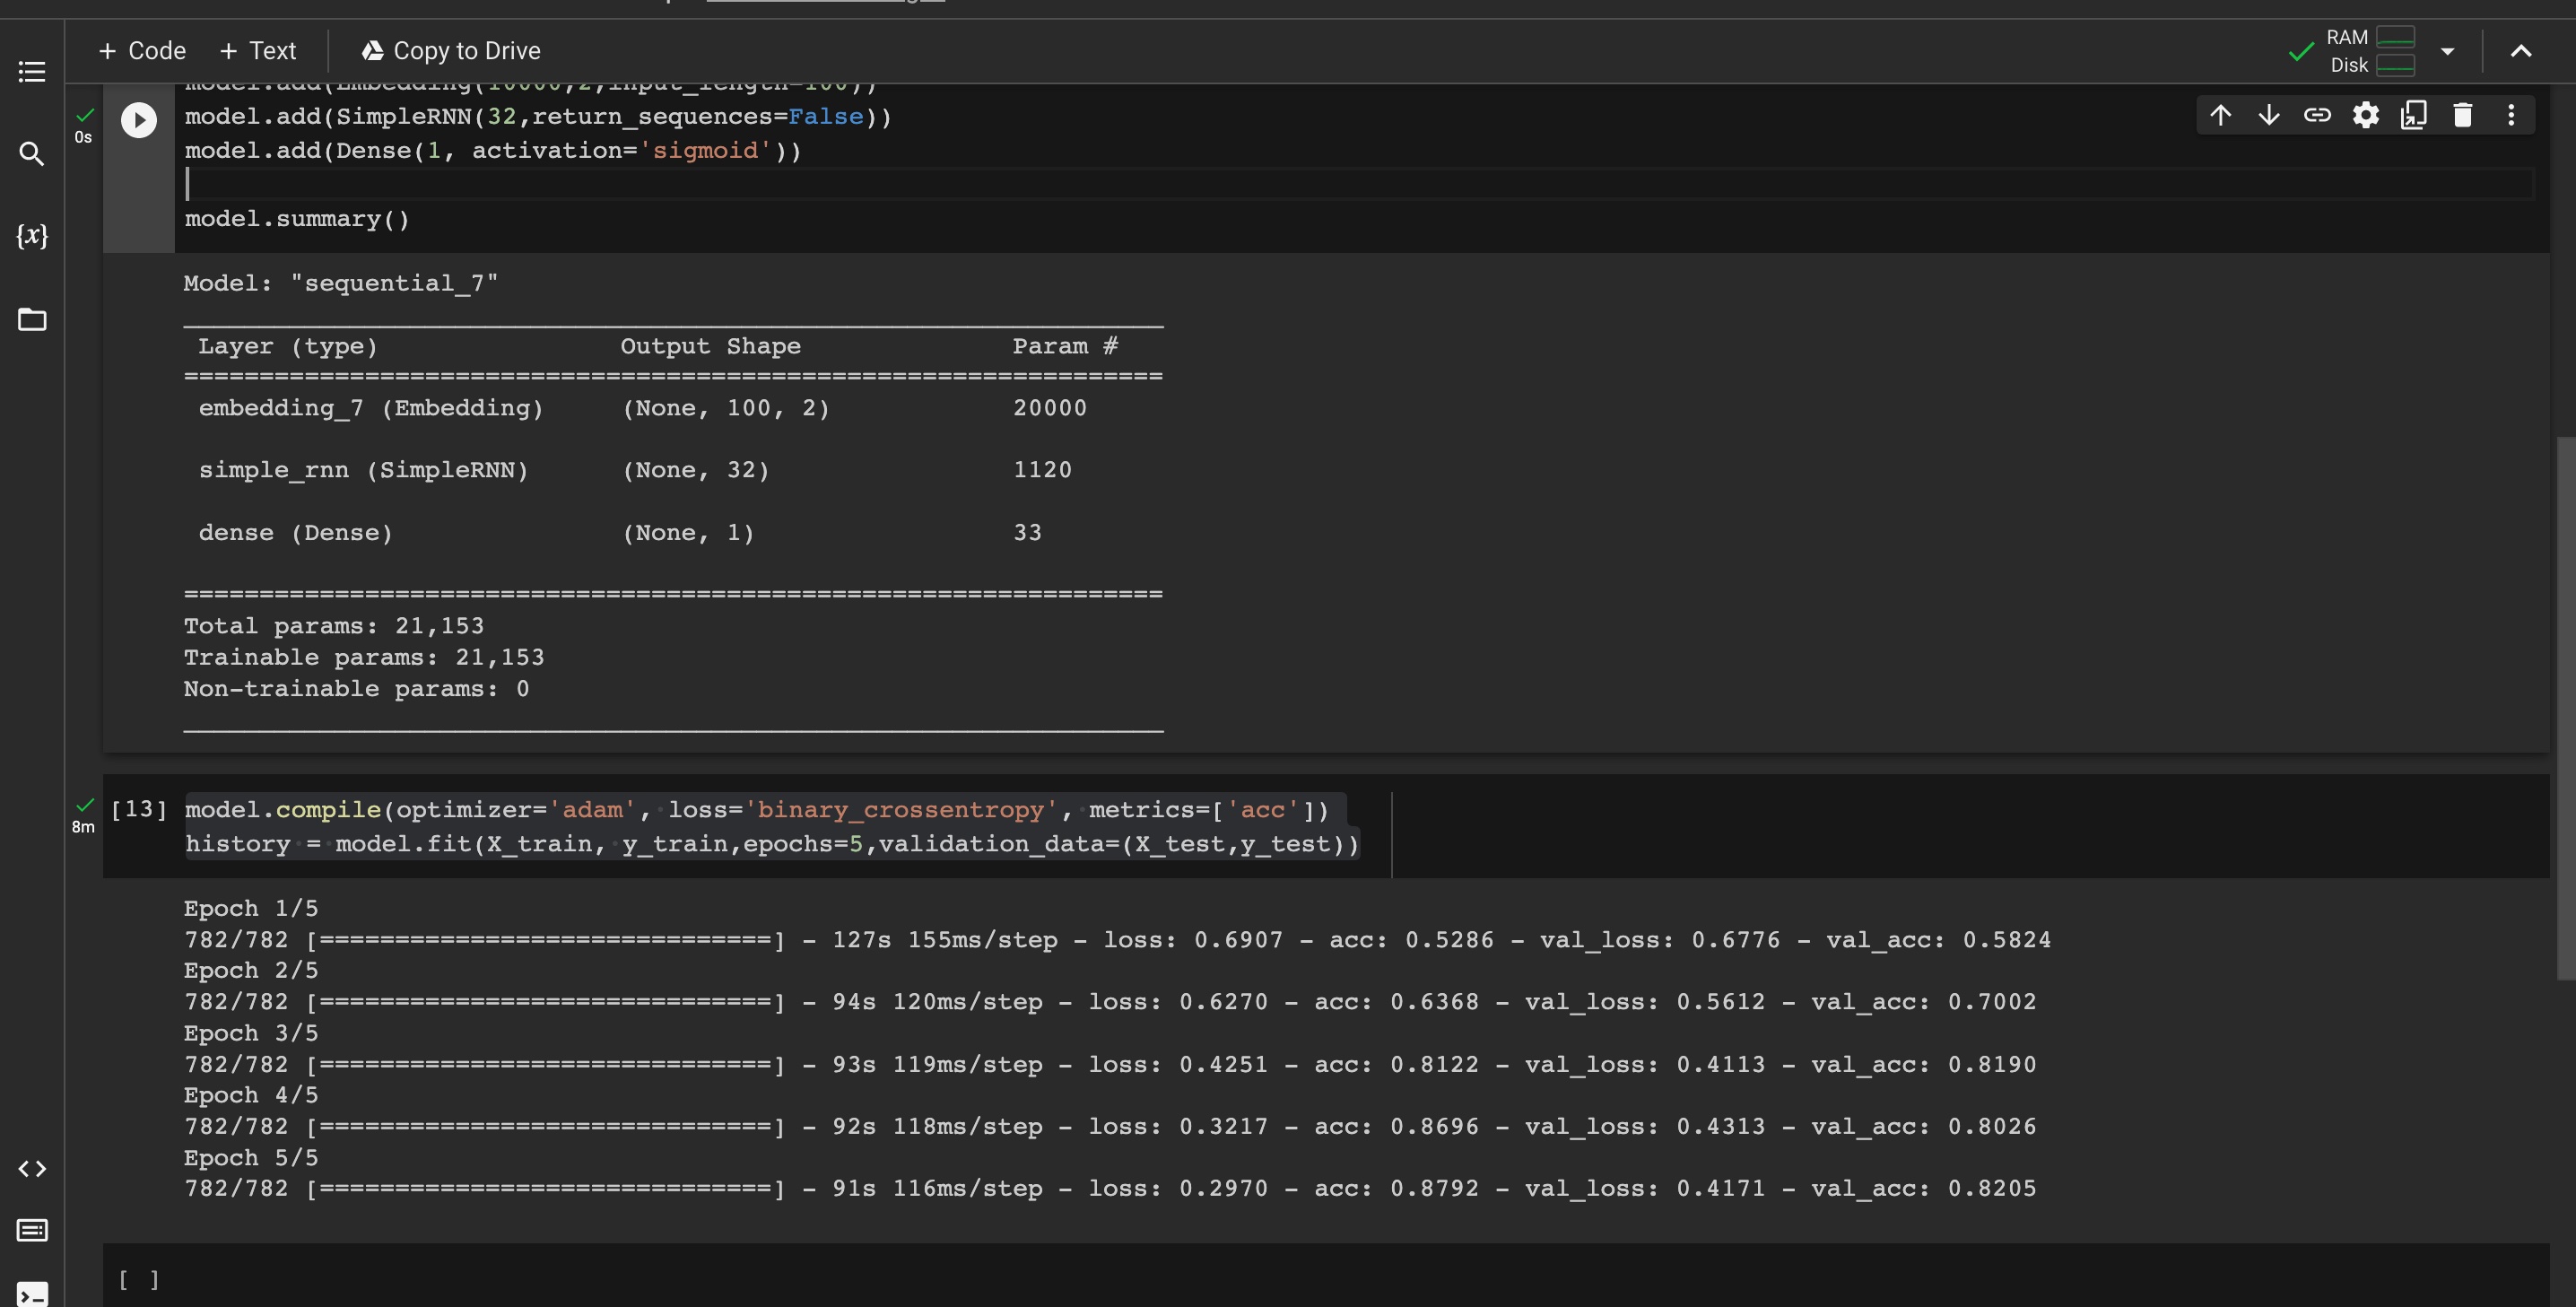 + Code + Text Copy to Drive
RAM
Disk
model.add(Embedding(10000,2,input_length=100))
0s
model.add(SimpleRNN(32,return_sequences=False))
model.add(Dense(1, activation='sigmoid'))
model.summary()
{x}
Model: "sequential_7"
Layer (type) Output Shape Param #
=================================================================
embedding_7 (Embedding) (None, 100, 2) 20000
simple_rnn (SimpleRNN) (None, 32) 1120
dense (Dense) (None, 1) 33
=================================================================
Total params: 21,153
Trainable params: 21,153
Non-trainable params: 0
[13] model.compile(optimizer='adam', loss='binary_crossentropy', metrics=['acc'])
8m
history = model.fit(X_train, y_train,epochs=5,validation_data=(X_test,y_test))
Epoch 1/5
782/782 [==============================] - 127s 155ms/step - loss: 0.6907 - acc: 0.5286 - val_loss: 0.6776 - val_acc: 0.5824
Epoch 2/5
782/782 [==============================] - 94s 120ms/step - loss: 0.6270 - acc: 0.6368 - val_loss: 0.5612 - val_acc: 0.7002
Epoch 3/5
782/782 [==============================] - 93s 119ms/step - loss: 0.4251 - acc: 0.8122 - val_loss: 0.4113 - val_acc: 0.8190
Epoch 4/5
782/782 [==============================] - 92s 118ms/step - loss: 0.3217 - acc: 0.8696 - val_loss: 0.4313 - val_acc: 0.8026
Epoch 5/5
782/782 [==============================] - 91s 116ms/step - loss: 0.2970 - acc: 0.8792 - val_loss: 0.4171 - val_acc: 0.8205
[ ]